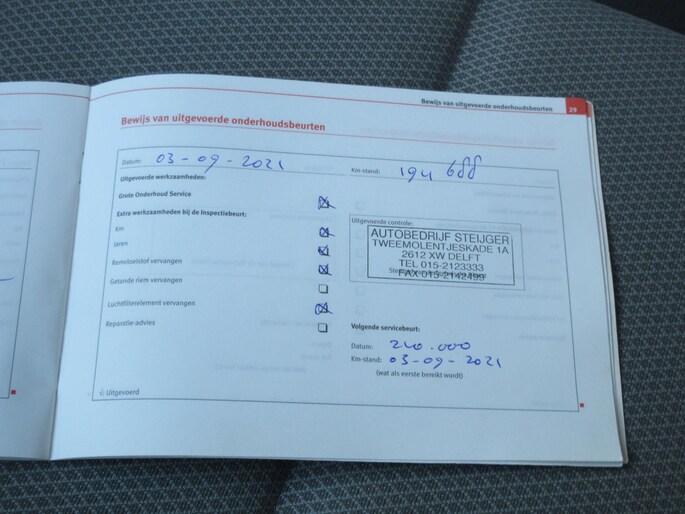 Bewijs van uitgevoerde onderhoudsbeurten 29
Bewijs van uitgevoerde onderhoudsbeurten
Datum: 03-09-2021 Km-stand: 194 688
Uitgevoerde werkzaamheden:
Grote Onderhoud Service
Extra werkzaamheden bij de inspectiebeurt:
Km
Jaren
Remvloeistof vervangen
Getande riem vervangen
Luchtfilterelement vervangen
Reparatie-advies
√: Uitgevoerd
Uitgevoerde controle:
AUTOBEDRIJF STEIJGER
TWEEMOLENTJESKADE 1A
2612 XW DELFT
TEL 015-2123333
FAX 015-2142499
Volgende servicebeurt:
Datum: 210.000
Km-stand: 03-09-2021
(wat als eerste bereikt wordt)